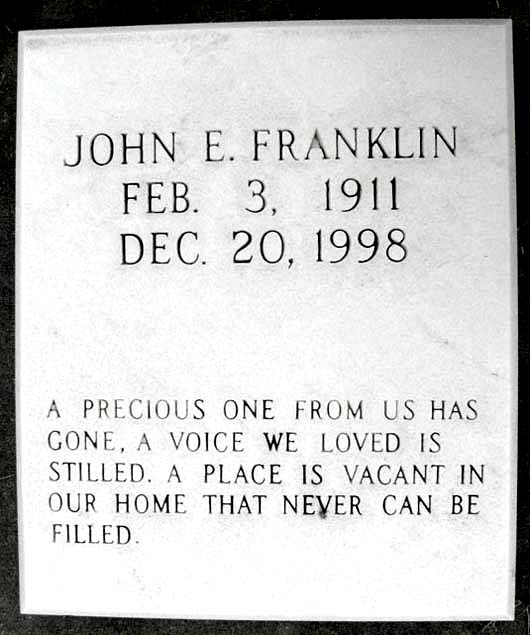 JOHN E. FRANKLIN
FEB. 3, 1911
DEC. 20, 1998
A PRECIOUS ONE FROM US HAS
GONE, A VOICE WE LOVED IS
STILLED. A PLACE IS VACANT IN
OUR HOME THAT NEVER CAN BE
FILLED.